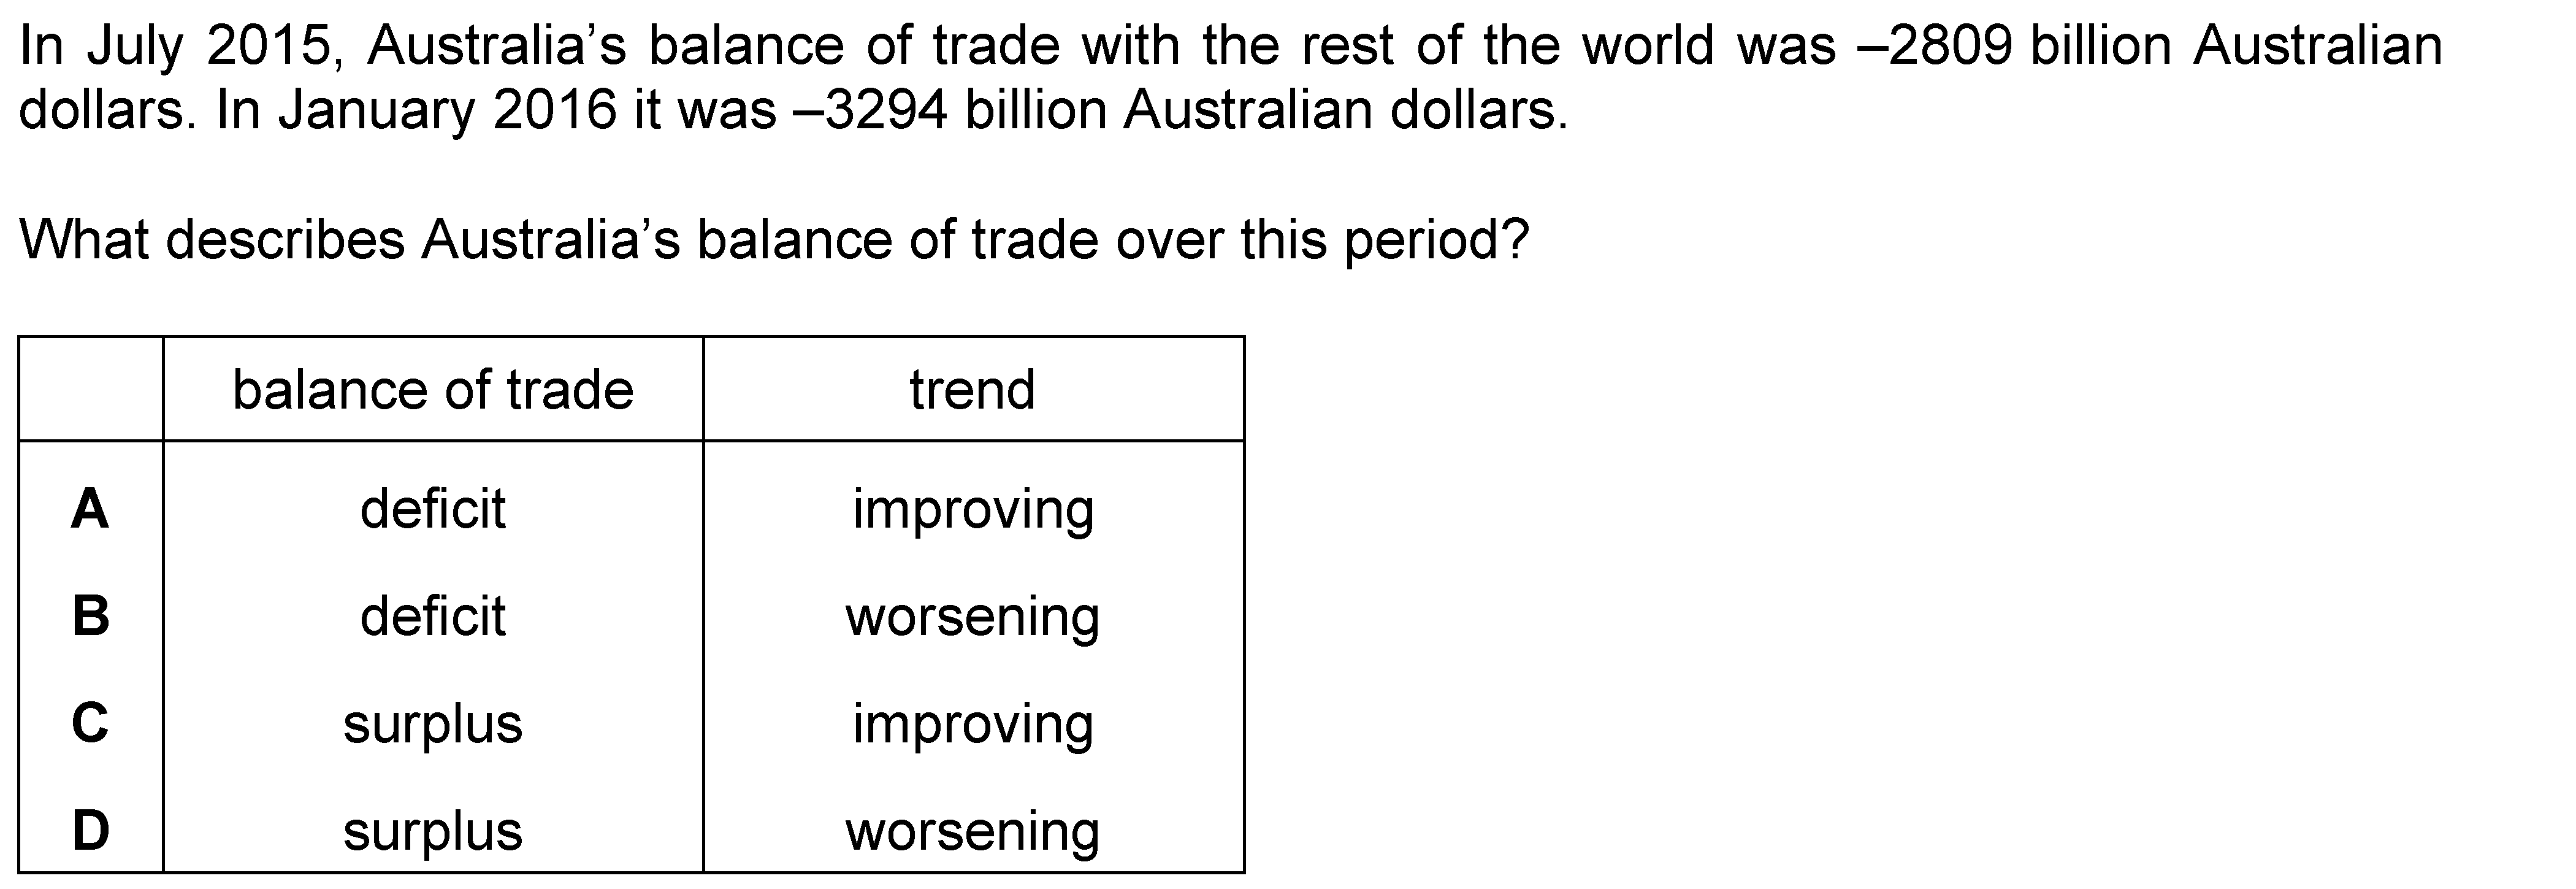 In July 2015, Australia’s balance of trade with the rest of the world was –2809 billion Australian
dollars. In January 2016 it was –3294 billion Australian dollars.
What describes Australia’s balance of trade over this period?
balance of trade trend
A deficit improving
B deficit worsening
C surplus improving
D surplus worsening